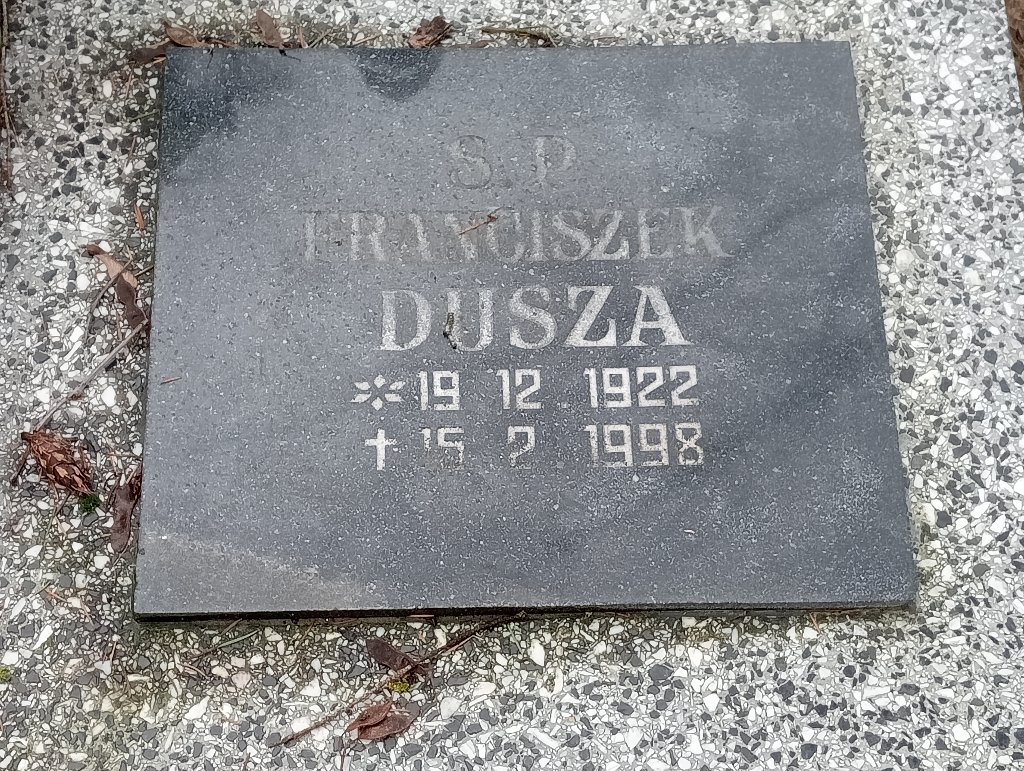 S. P
FRANCISZEK
DUSZA
19 12 1922
15 2. 1998